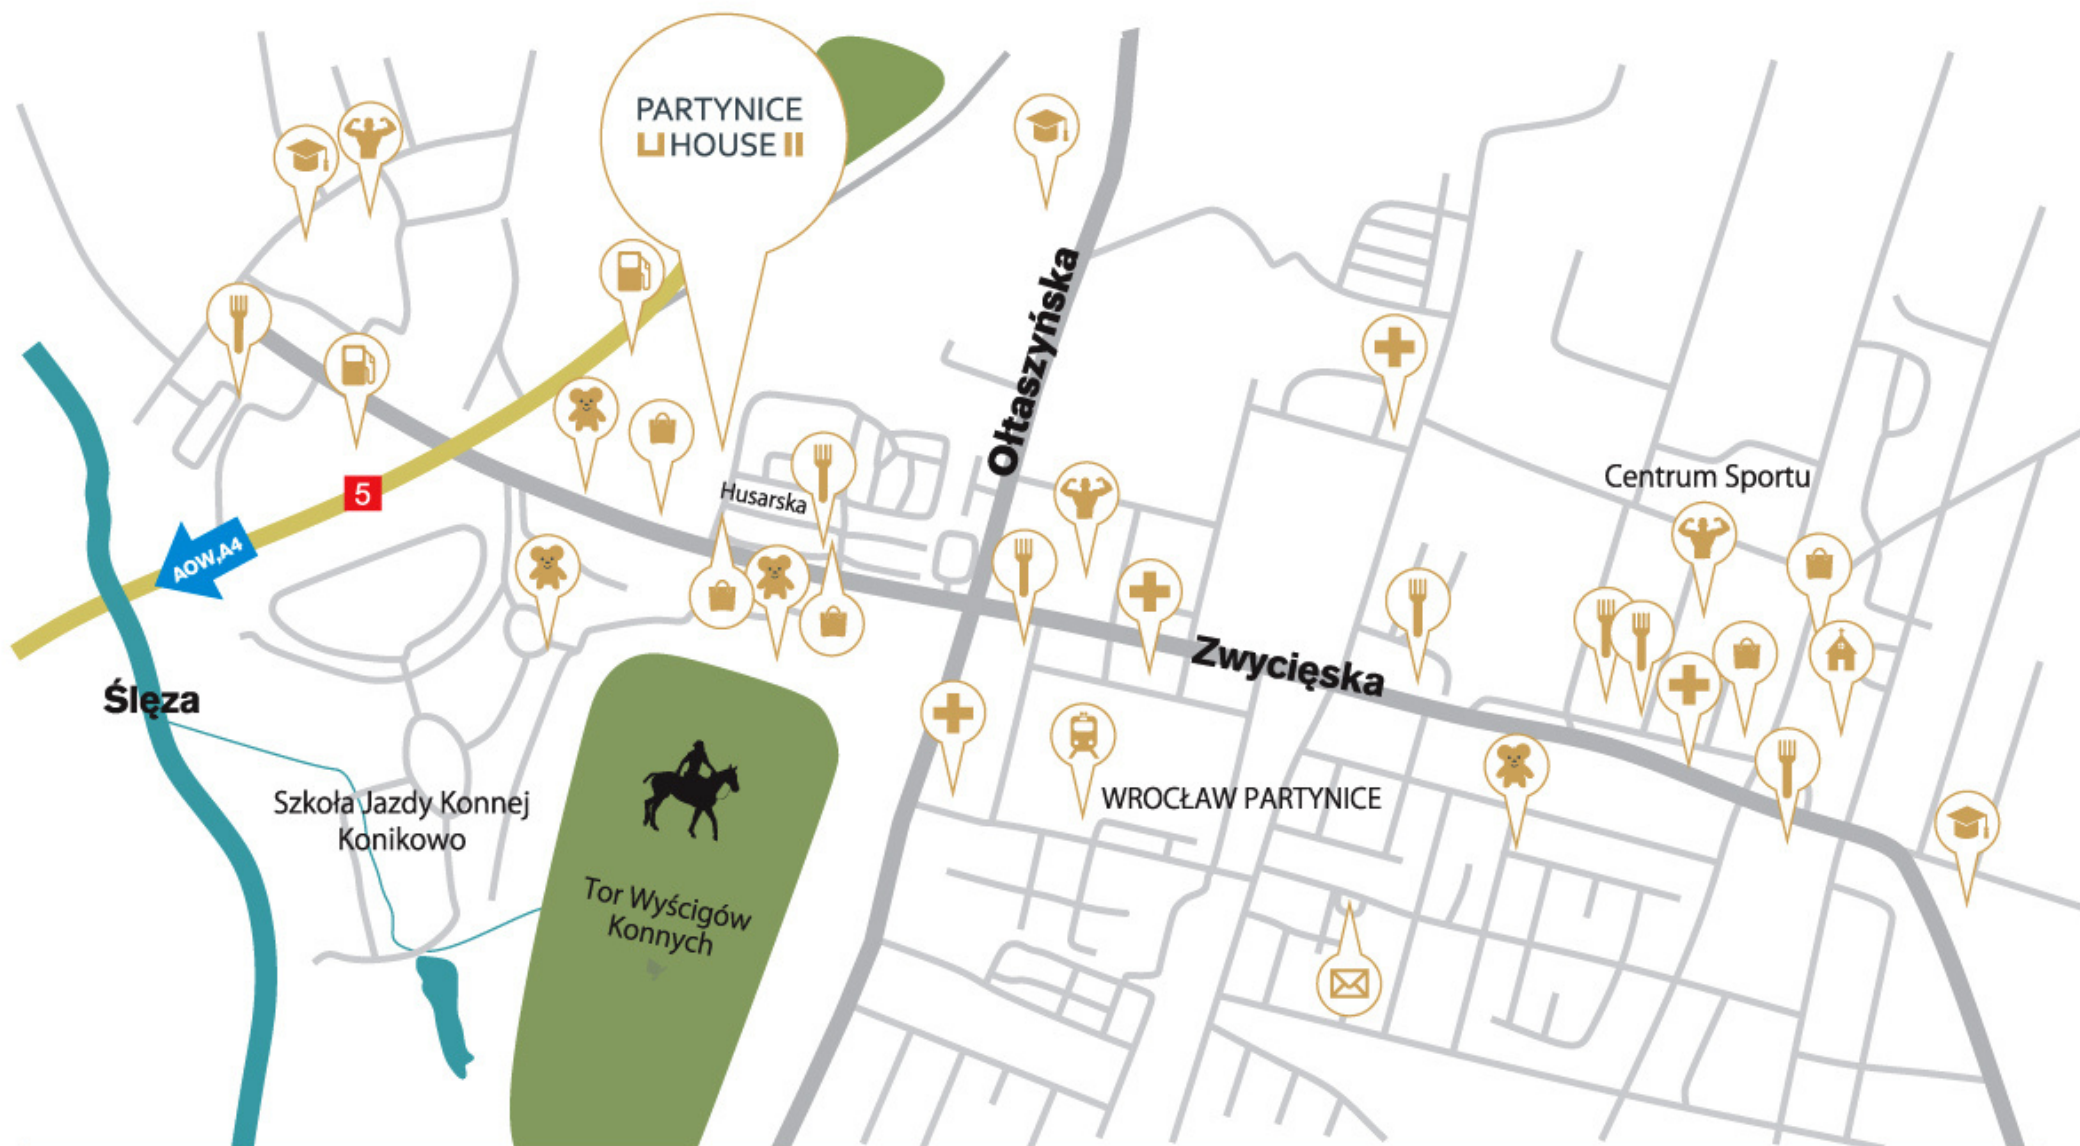 PARTYNICE
HOUSE II
Ołtaszyńska
Centrum Sportu
Husarska
5
AOW,A4
Zwycięska
Ślęza
WROCŁAW PARTYNICE
Szkoła Jazdy Konnej
Konikowo
Tor Wyścigów
Konnych